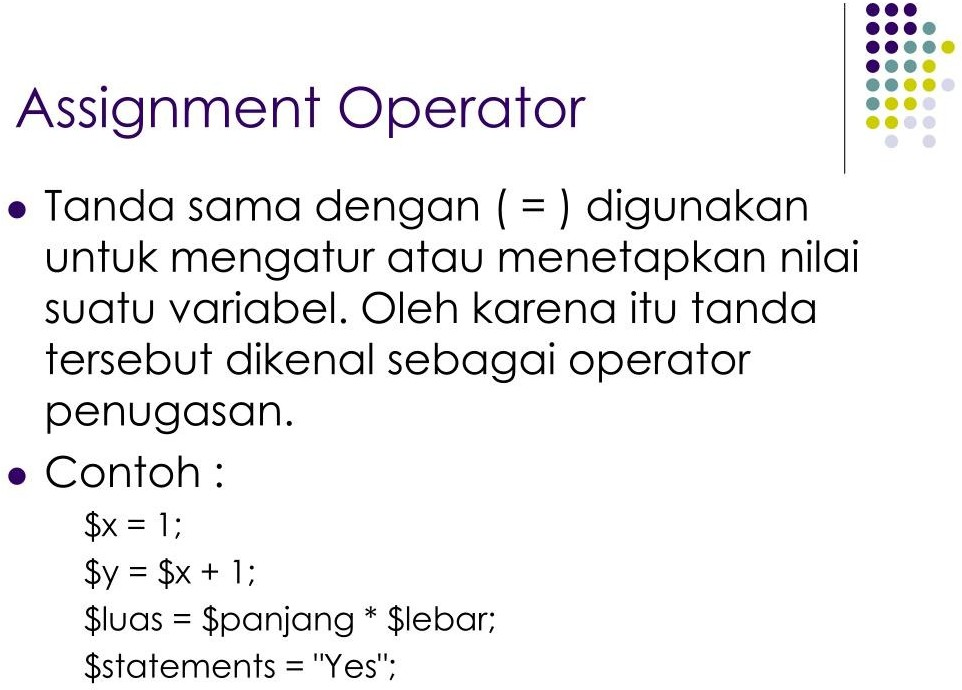 Assignment Operator
• Tanda sama dengan ( = ) digunakan
untuk mengatur atau menetapkan nilai
suatu variabel. Oleh karena itu tanda
tersebut dikenal sebagai operator
penugasan.
• Contoh :
$x = 1;
$y = $x + 1;
$luas = $panjang * $lebar;
$statements = "Yes";